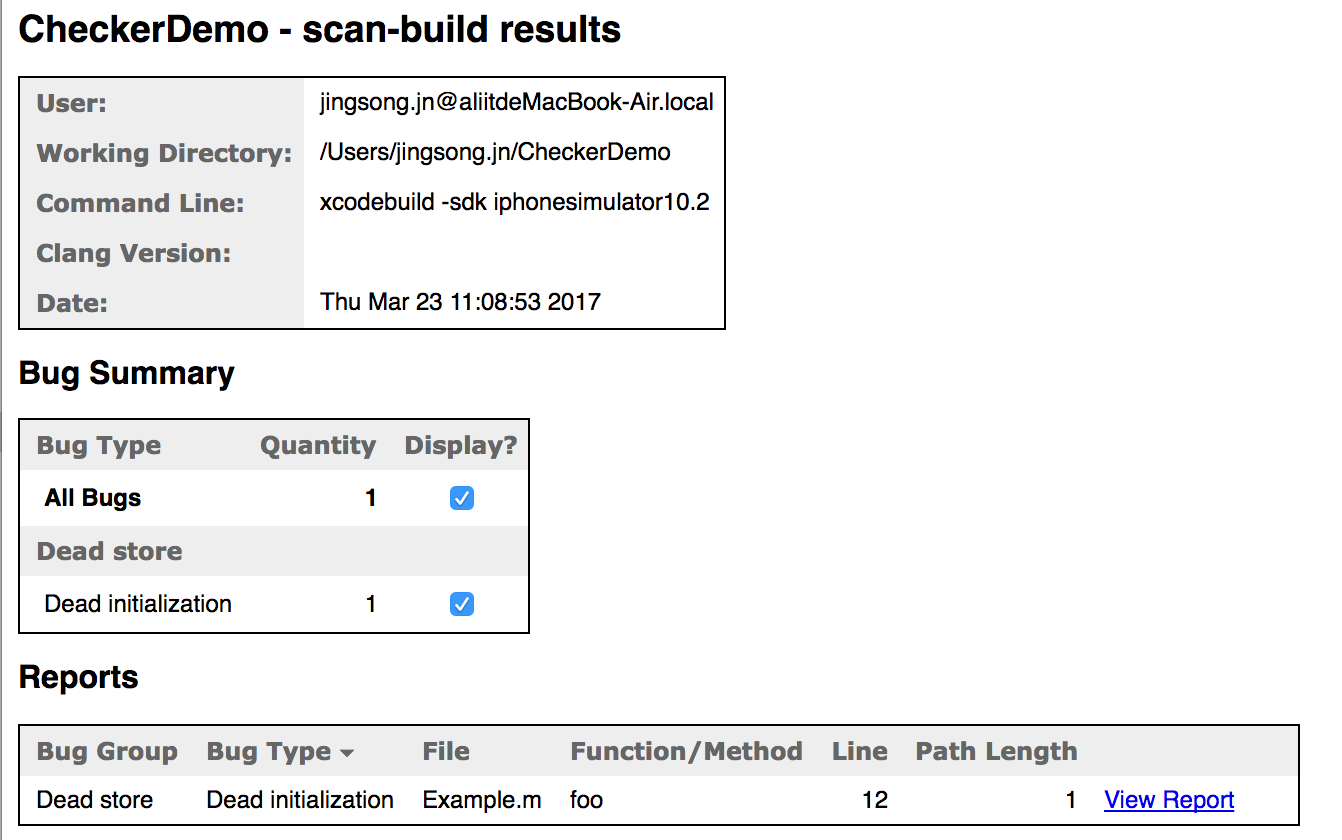 CheckerDemo - scan-build results
User: jingsong.jn@aliitdeMacBook-Air.local
Working Directory: /Users/jingsong.jn/CheckerDemo
Command Line: xcodebuild -sdk iphonesimulator10.2
Clang Version:
Date: Thu Mar 23 11:08:53 2017
Bug Summary
Bug Type Quantity Display?
All Bugs 1
Dead store
Dead initialization 1
Reports
Bug Group Bug Type File Function/Method Line Path Length
Dead store Dead initialization Example.m foo 12 1 View Report